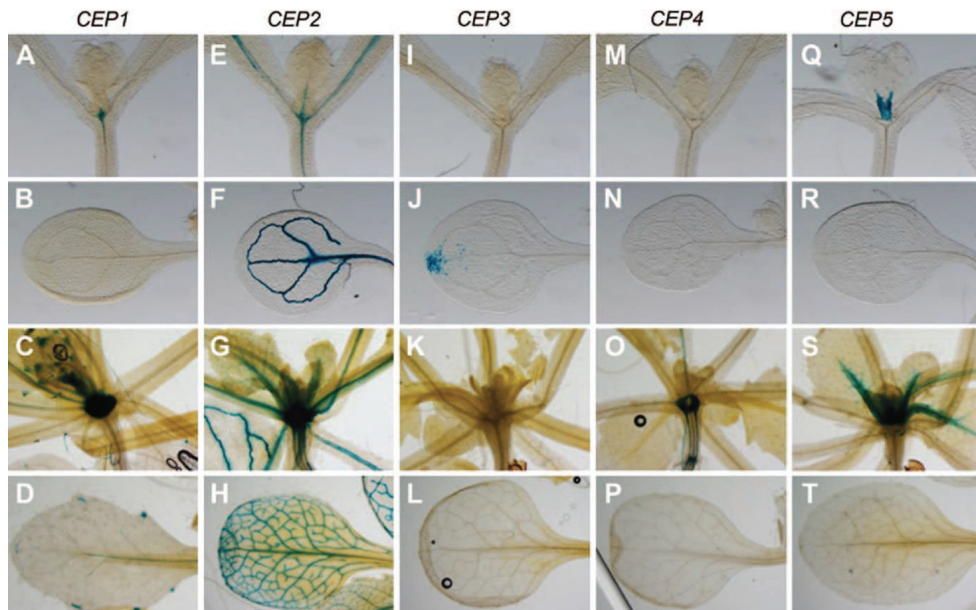 CEP1 CEP2 CEP3 CEP4 CEP5
A E I M Q
B F J N R
C G K O S
D H L P T